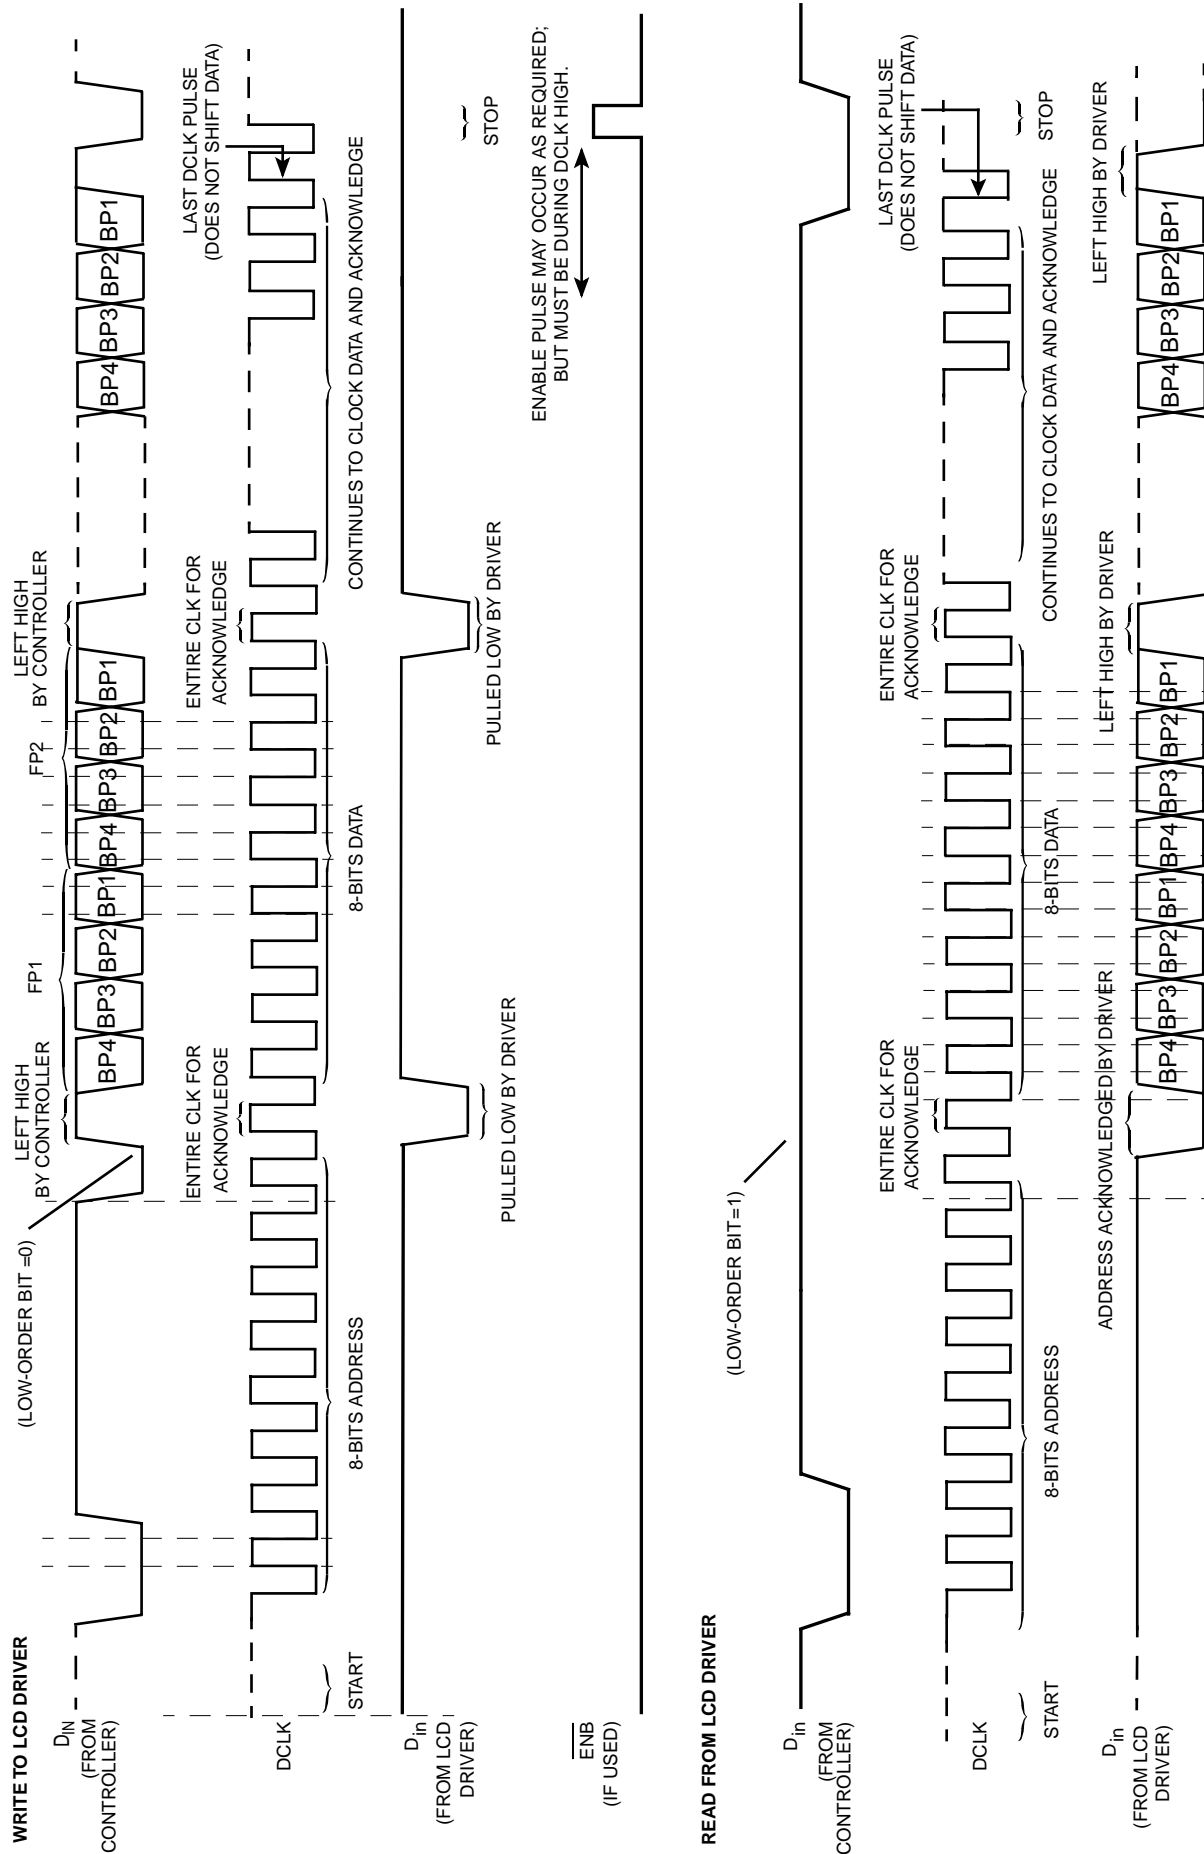 WRITE TO LCD DRIVER
D_IN
(FROM
CONTROLLER)
(LOW-ORDER BIT =0)
LEFT HIGH
BY CONTROLLER
FP1
BP4 BP3 BP2 BP1
FP2
BP4 BP3 BP2 BP1
LEFT HIGH
BY CONTROLLER
BP4 BP3 BP2 BP1
DCLK
START
8-BITS ADDRESS
ENTIRE CLK FOR
ACKNOWLEDGE
8-BITS DATA
ENTIRE CLK FOR
ACKNOWLEDGE
CONTINUES TO CLOCK DATA AND ACKNOWLEDGE
LAST DCLK PULSE
(DOES NOT SHIFT DATA)
D_in
(FROM LCD
DRIVER)
PULLED LOW BY DRIVER
PULLED LOW BY DRIVER
STOP
ENB
(IF USED)
ENABLE PULSE MAY OCCUR AS REQUIRED;
BUT MUST BE DURING DCLK HIGH.
READ FROM LCD DRIVER
D_in
(FROM
CONTROLLER)
(LOW-ORDER BIT=1)
DCLK
START
8-BITS ADDRESS
ENTIRE CLK FOR
ACKNOWLEDGE
8-BITS DATA
ENTIRE CLK FOR
ACKNOWLEDGE
CONTINUES TO CLOCK DATA AND ACKNOWLEDGE
LAST DCLK PULSE
(DOES NOT SHIFT DATA)
STOP
D_in
(FROM LCD
DRIVER)
ADDRESS ACKNOWLEDGED BY DRIVER
BP4 BP3 BP2 BP1 BP4 BP3 BP2 BP1
LEFT HIGH BY DRIVER
BP4 BP3 BP2 BP1
LEFT HIGH BY DRIVER